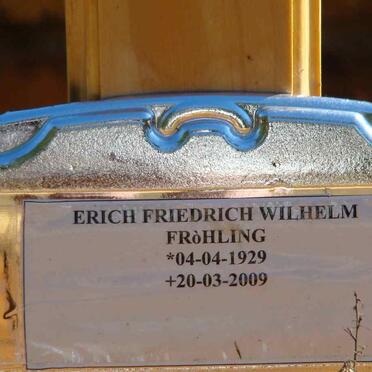 ERICH FRIEDRICH WILHELM
FRòHLING
*04-04-1929
+20-03-2009